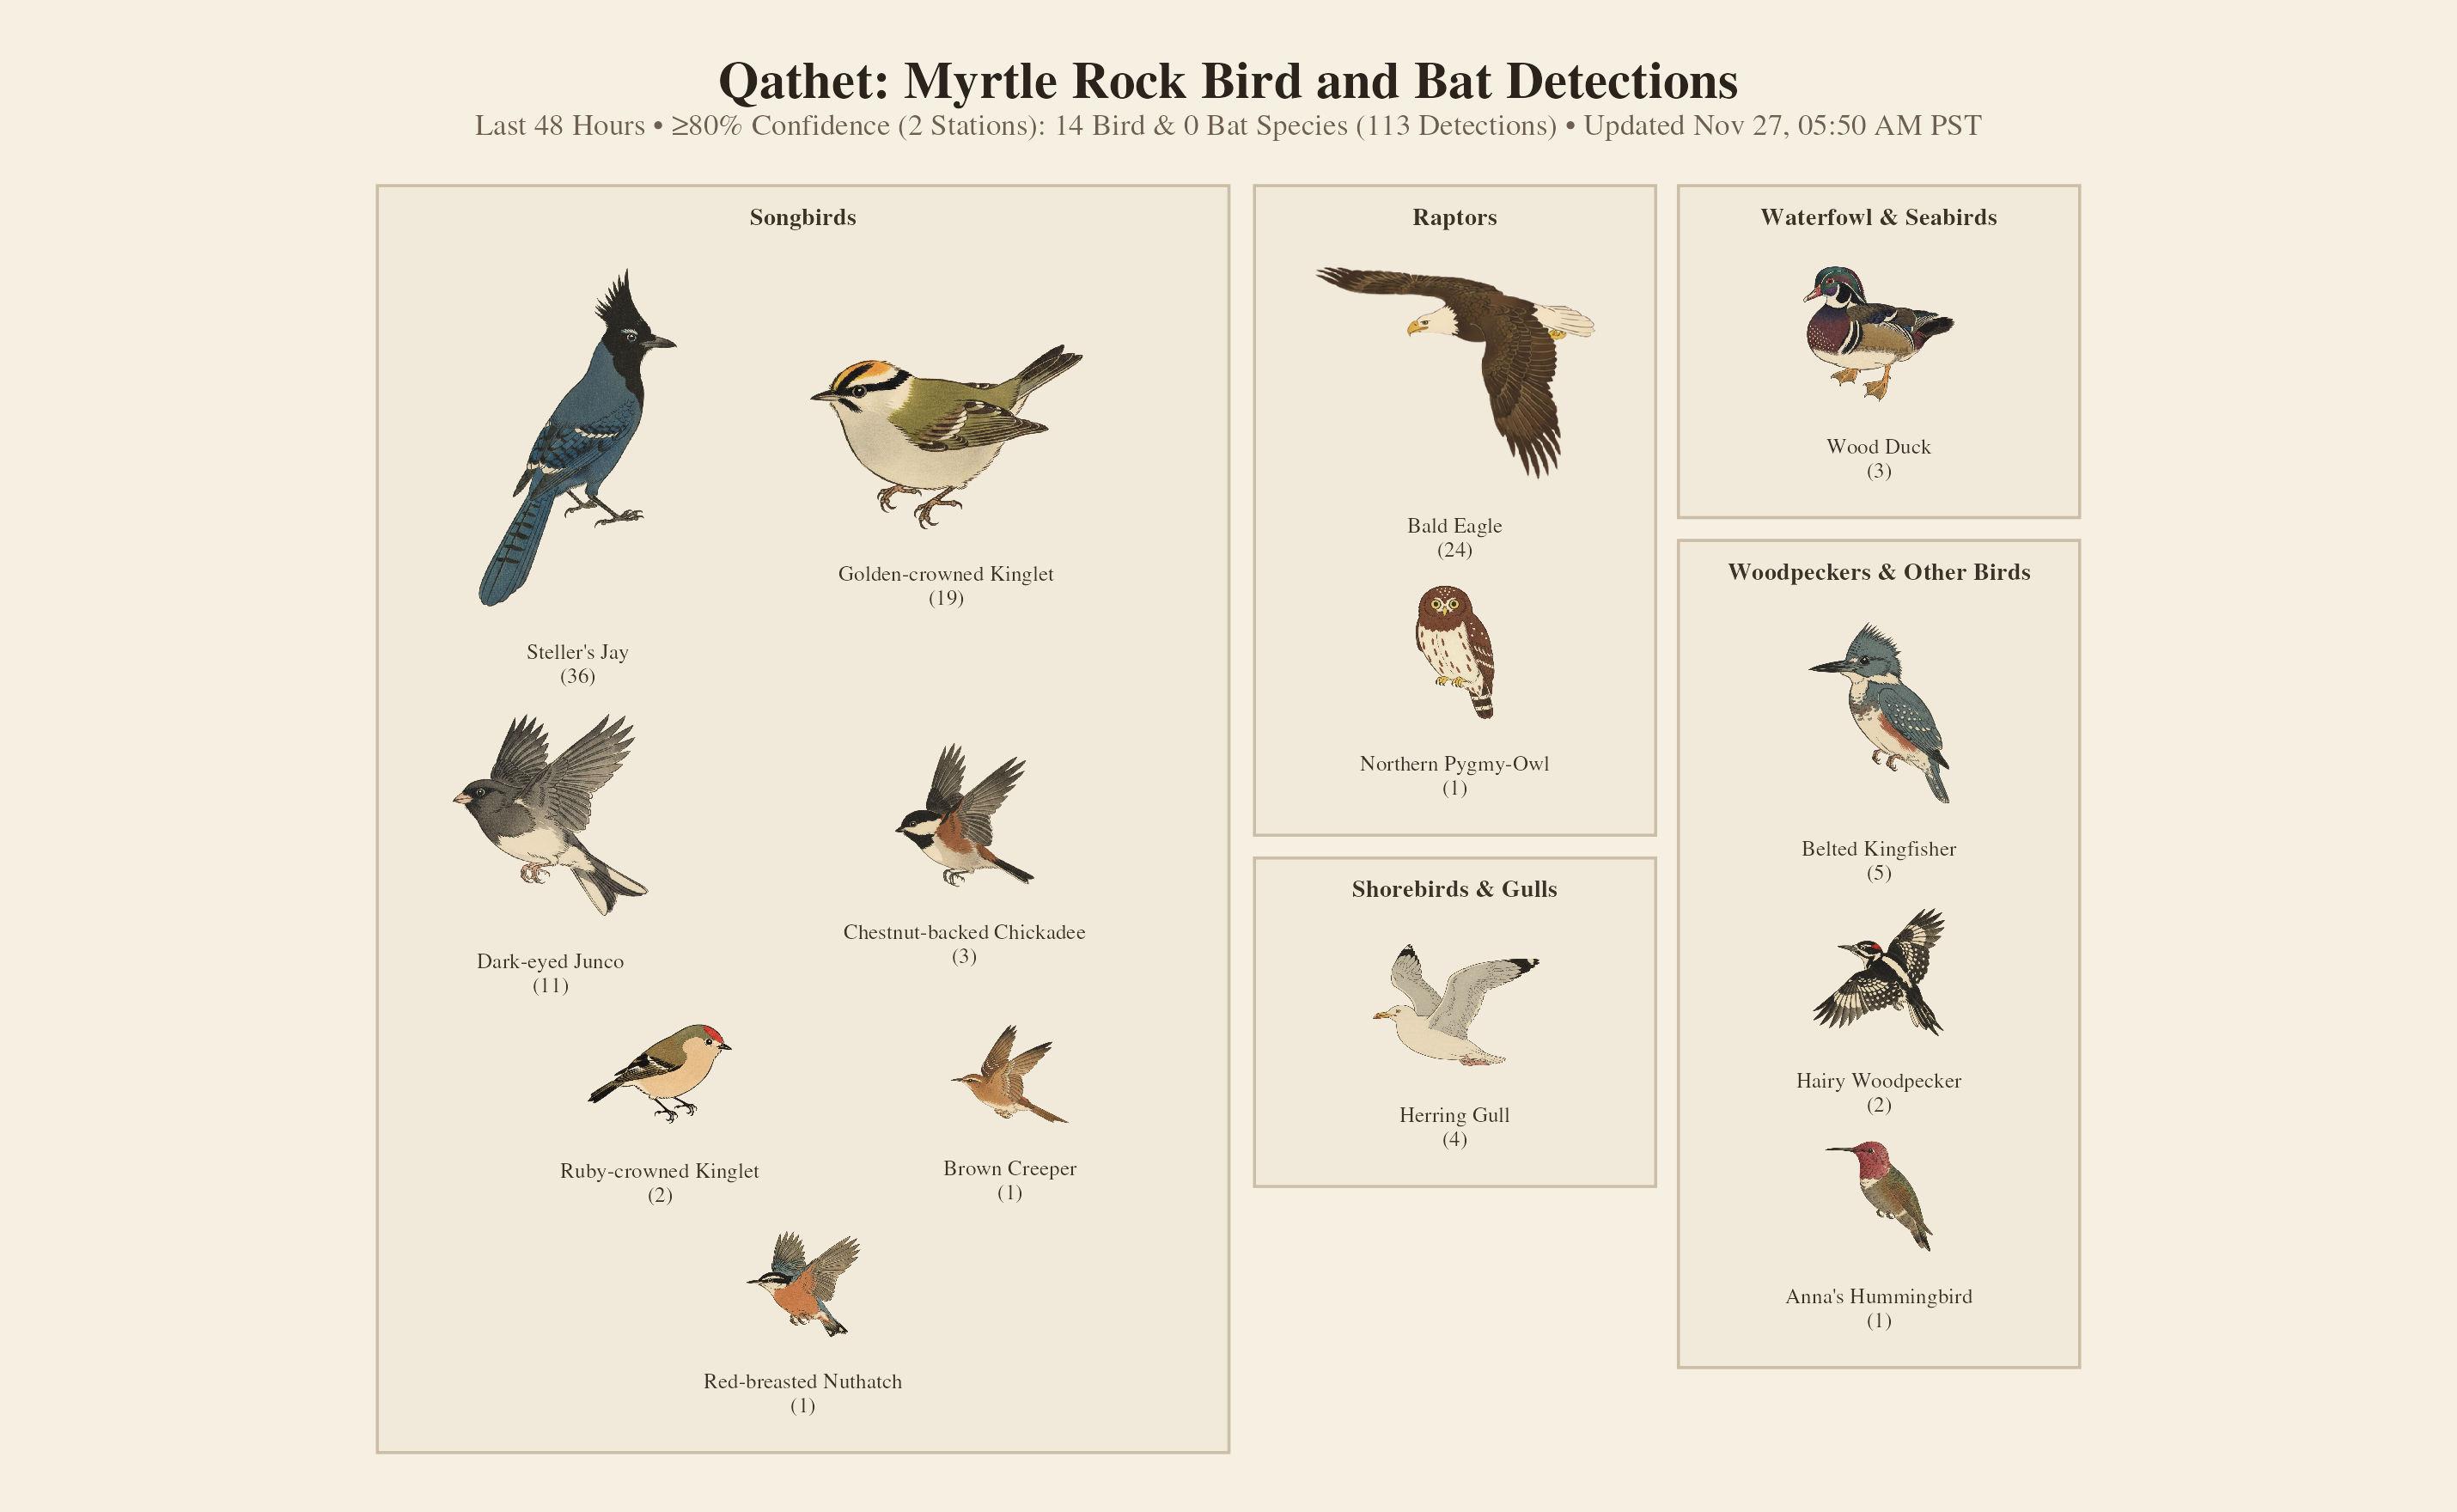 Qathet: Myrtle Rock Bird and Bat Detections
Last 48 Hours • ≥80% Confidence (2 Stations): 14 Bird & 0 Bat Species (113 Detections) • Updated Nov 27, 05:50 AM PST
Songbirds
Steller's Jay
(36)
Golden-crowned Kinglet
(19)
Dark-eyed Junco
(11)
Chestnut-backed Chickadee
(3)
Ruby-crowned Kinglet
(2)
Brown Creeper
(1)
Red-breasted Nuthatch
(1)
Raptors
Bald Eagle
(24)
Northern Pygmy-Owl
(1)
Shorebirds & Gulls
Herring Gull
(4)
Waterfowl & Seabirds
Wood Duck
(3)
Woodpeckers & Other Birds
Belted Kingfisher
(5)
Hairy Woodpecker
(2)
Anna's Hummingbird
(1)